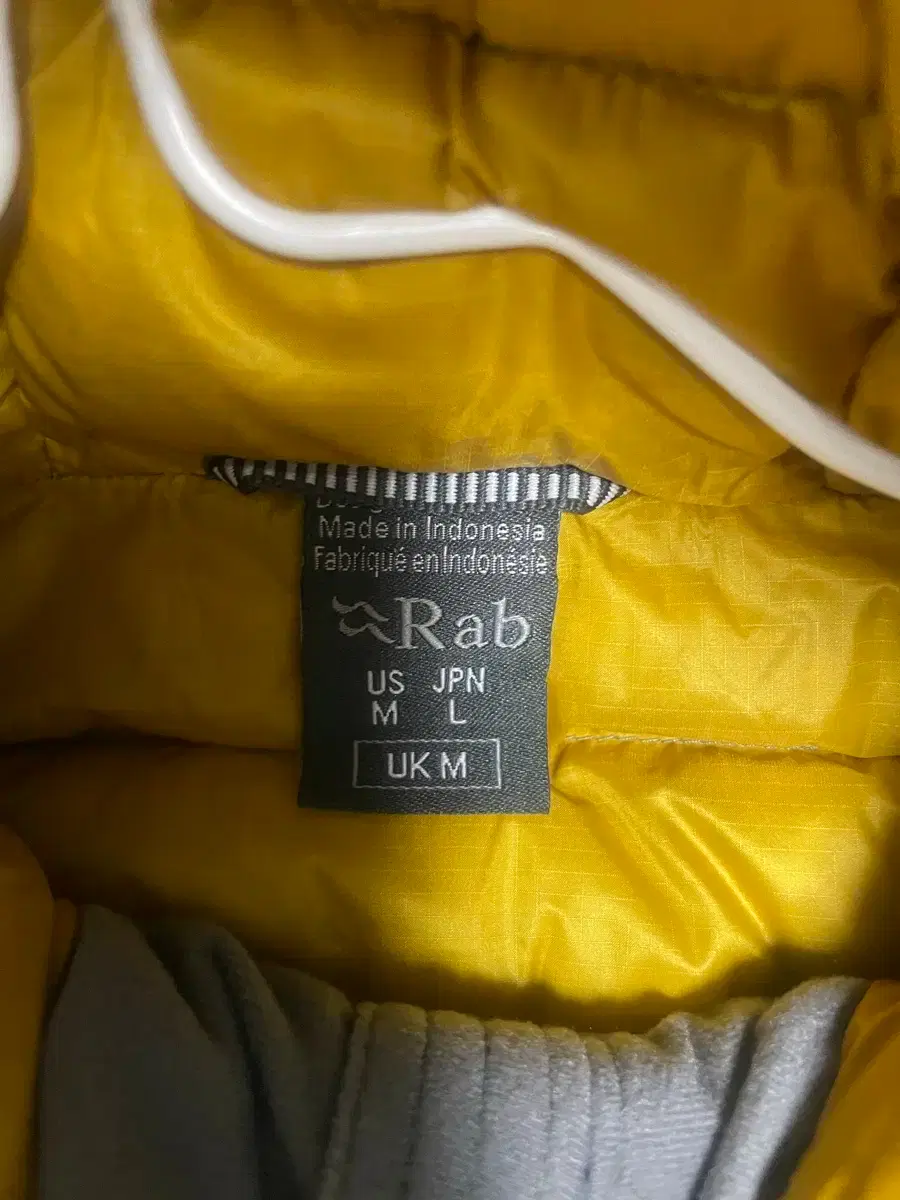 Made in Indonesia
Fabriqué en Indonésie
Rab
US JPN
M L
UK M